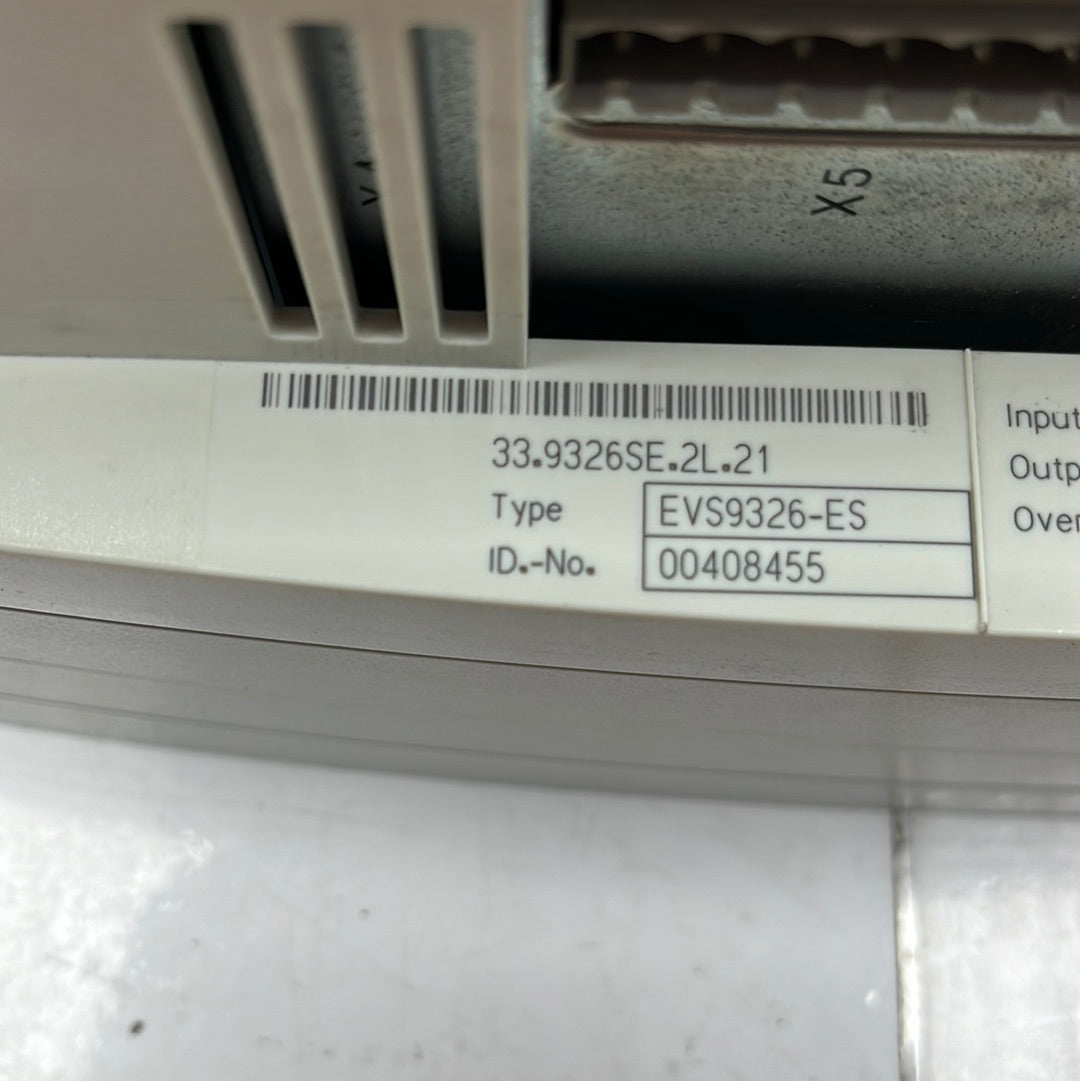 X5
33.9326SE.2L.21
Type EVS9326-ES
ID.-No. 00408455
Input
Outp
Over